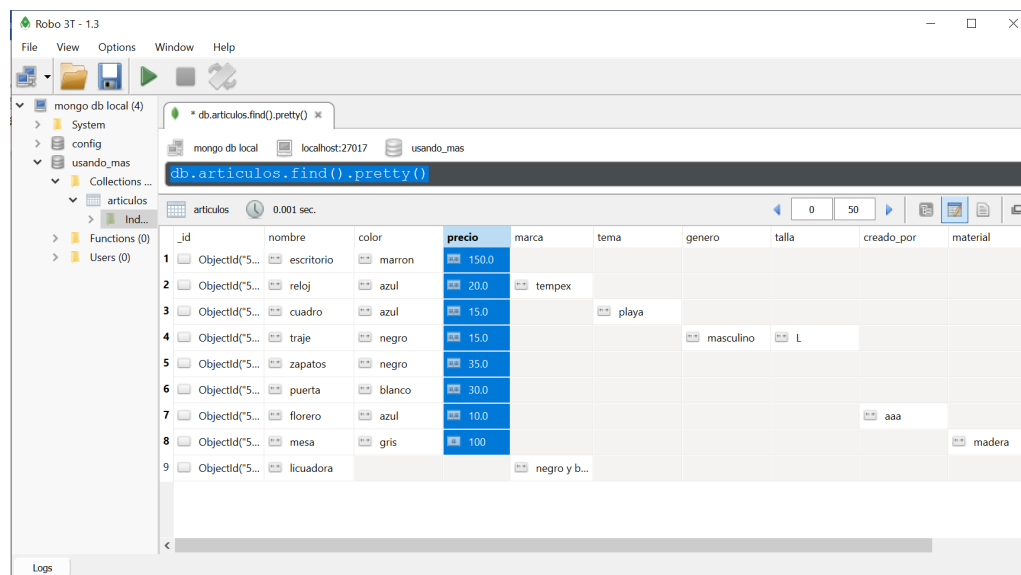 Robo 3T - 1.3
File View Options Window Help
mongo db local (4)
System
config
usando_mas
Collections ...
articulos
Ind...
Functions (0)
Users (0)
* db.articulos.find().pretty()
mongo db local localhost:27017 usando_mas
db.articulos.find().pretty()
articulos 0.001 sec. 0 50
_id nombre color precio marca tema genero talla creado_por material
1 ObjectId("5... escritorio marron 150.0
2 ObjectId("5... reloj azul 20.0 tempex
3 ObjectId("5... cuadro azul 15.0 playa
4 ObjectId("5... traje negro 15.0 masculino L
5 ObjectId("5... zapatos negro 35.0
6 ObjectId("5... puerta blanco 30.0
7 ObjectId("5... florero azul 10.0 aaa
8 ObjectId("5... mesa gris 100 madera
9 ObjectId("5... licuadora negro y b...
Logs